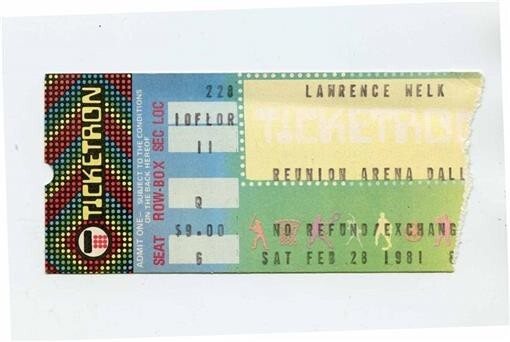 TICKETRON
ADMIT ONE — SUBJECT TO THE CONDITIONS
ON THE BACK HEREOF
SEAT ROW-BOX SEC LOC
228
10FLOR
11
Q
$9.00
6
LAWRENCE WELK
TICKETRON
REUNION ARENA DALL
NO REFUND/EXCHANG
SAT FEB 28 1981 8